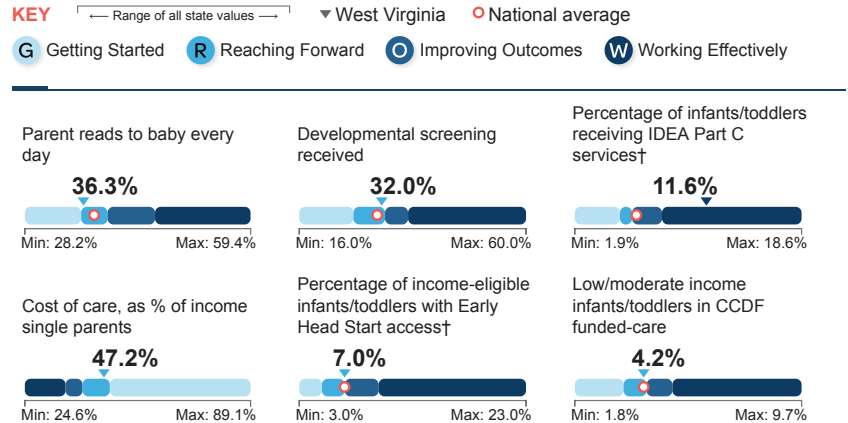 KEY
Range of all state values
West Virginia
National average
G Getting Started
R Reaching Forward
O Improving Outcomes
W Working Effectively
Parent reads to baby every
day
36.3%
Min: 28.2% Max: 59.4%
Developmental screening
received
32.0%
Min: 16.0% Max: 60.0%
Percentage of infants/toddlers
receiving IDEA Part C
services†
11.6%
Min: 1.9% Max: 18.6%
Cost of care, as % of income
single parents
47.2%
Min: 24.6% Max: 89.1%
Percentage of income-eligible
infants/toddlers with Early
Head Start access†
7.0%
Min: 3.0% Max: 23.0%
Low/moderate income
infants/toddlers in CCDF
funded-care
4.2%
Min: 1.8% Max: 9.7%